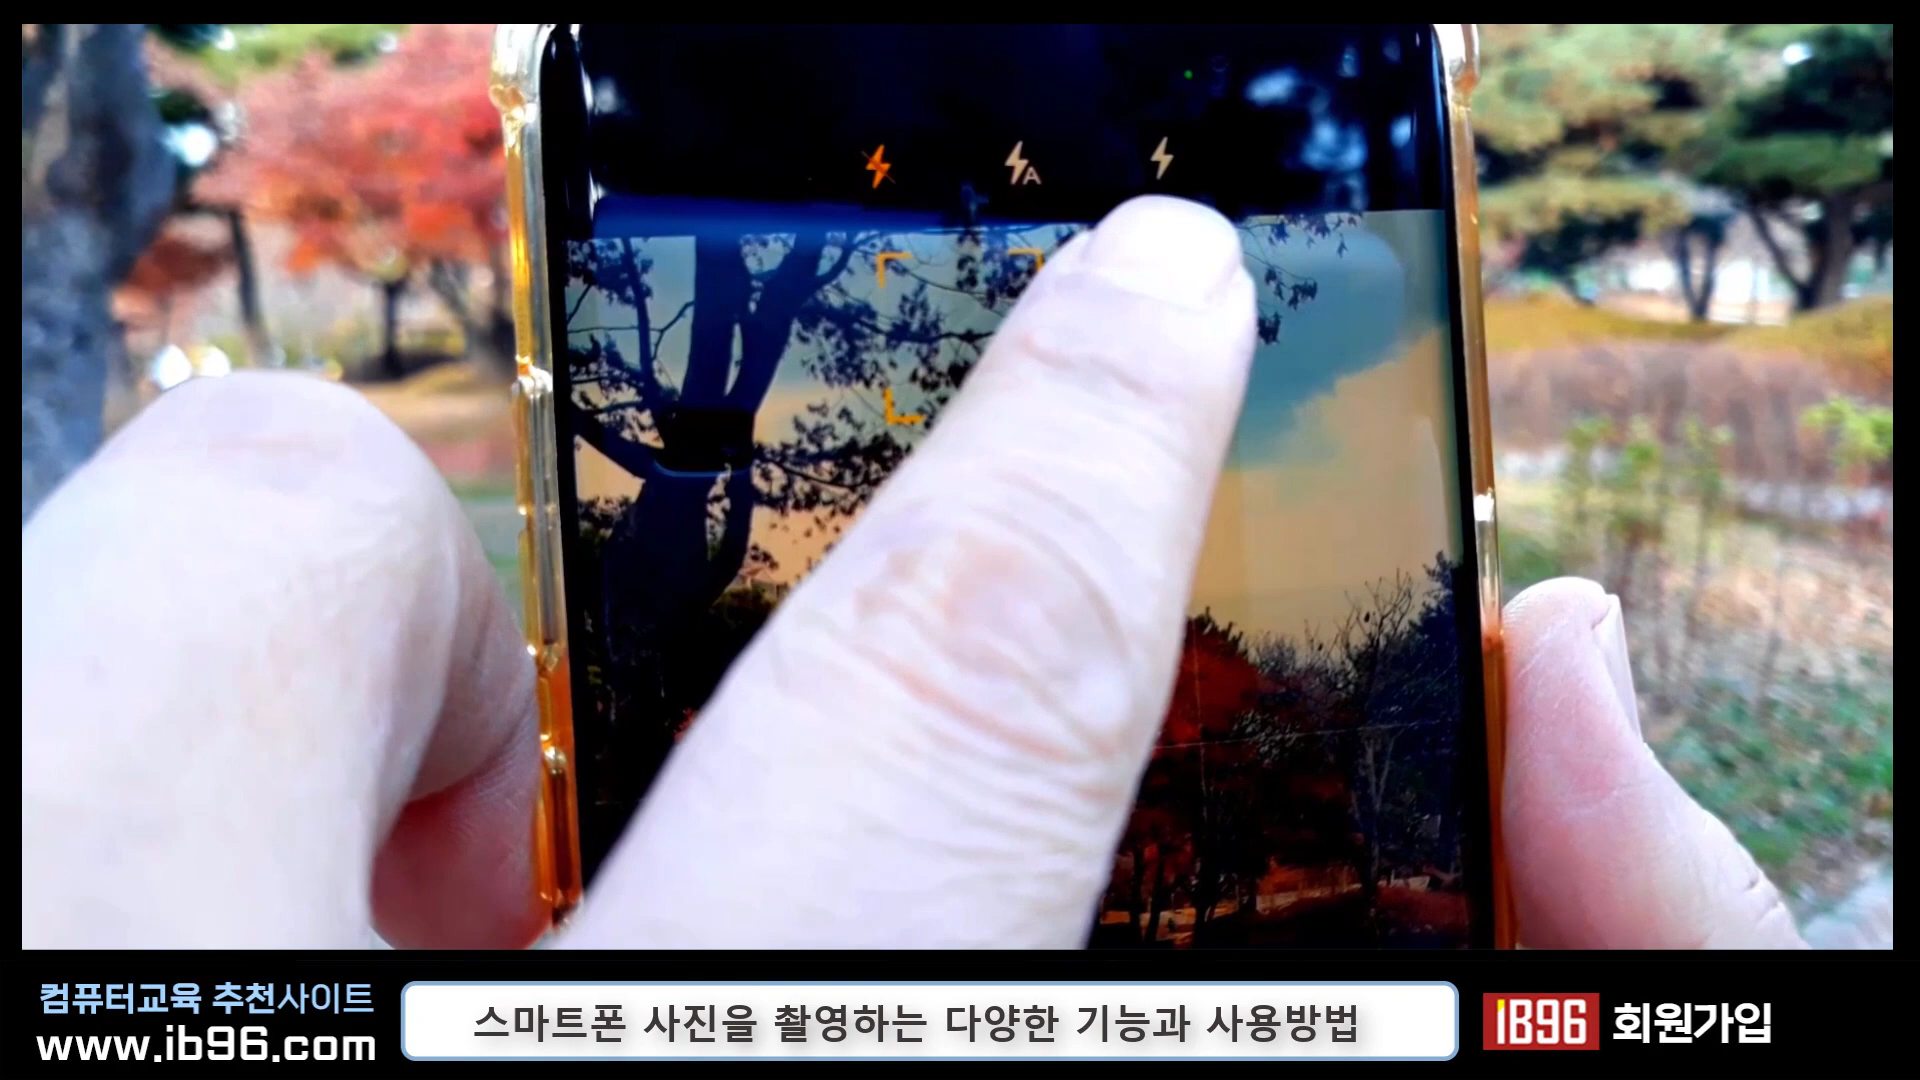 A
컴퓨터교육 추천사이트
www.ib96.com
스마트폰 사진을 촬영하는 다양한 기능과 사용방법
IB96 회원가입